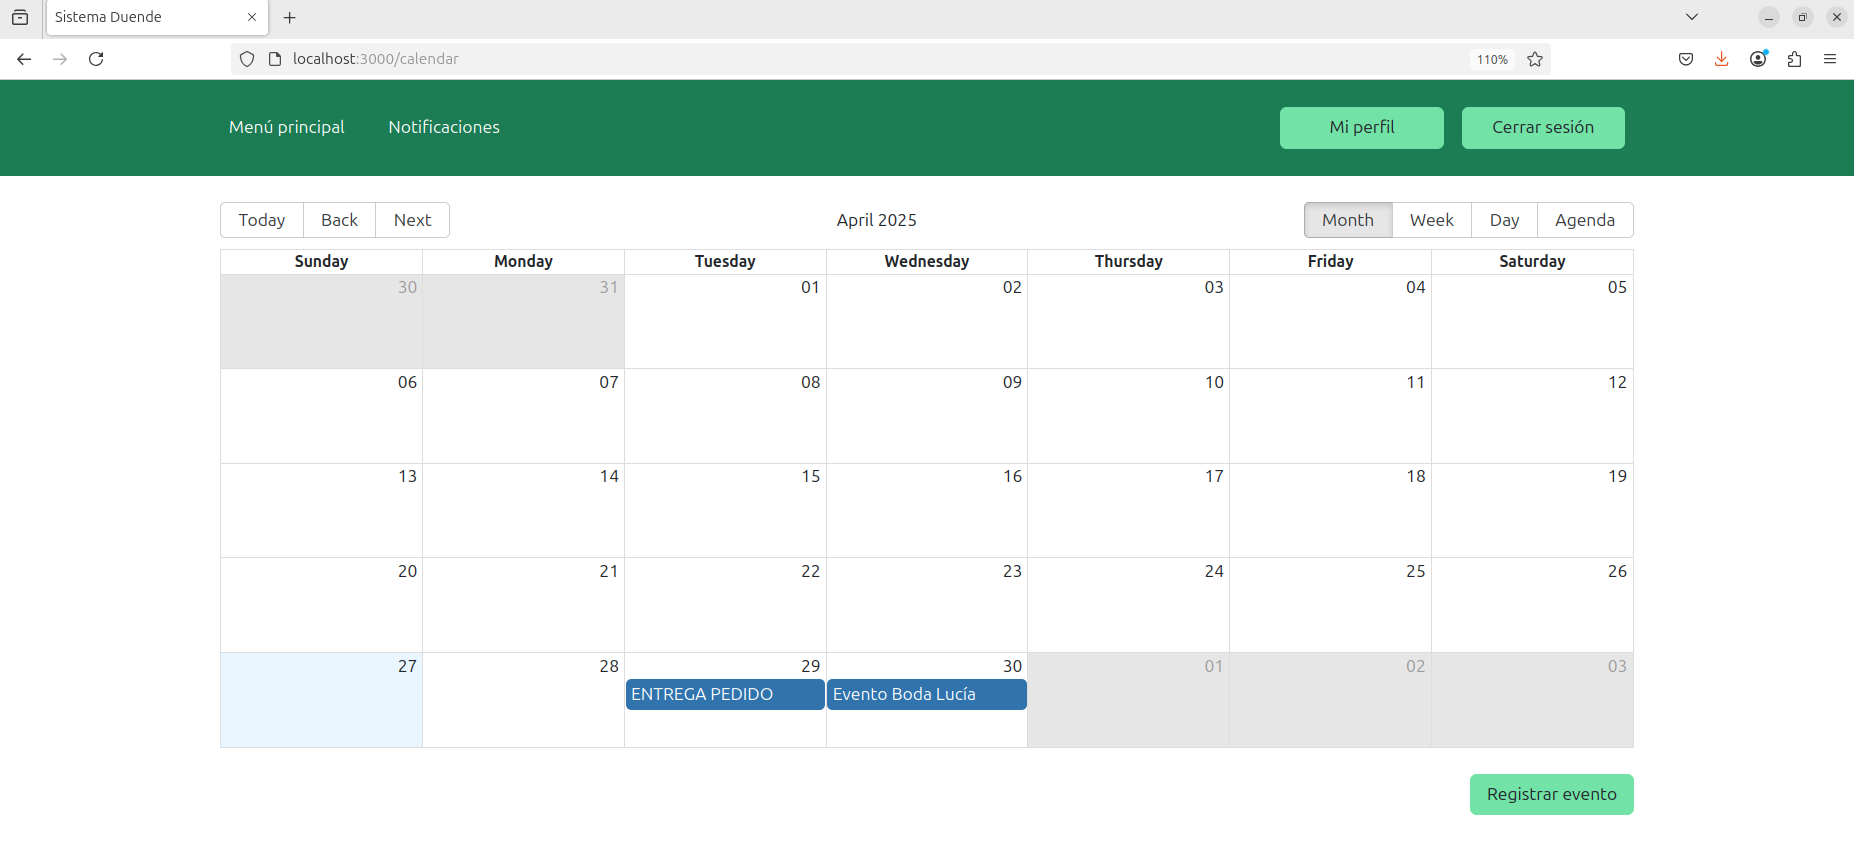 Sistema Duende
localhost:3000/calendar
110%
Menú principal Notificaciones Mi perfil Cerrar sesión
Today Back Next April 2025 Month Week Day Agenda
Sunday Monday Tuesday Wednesday Thursday Friday Saturday
30 31 01 02 03 04 05
06 07 08 09 10 11 12
13 14 15 16 17 18 19
20 21 22 23 24 25 26
27 28 29 30 01 02 03
ENTREGA PEDIDO Evento Boda Lucía
Registrar evento